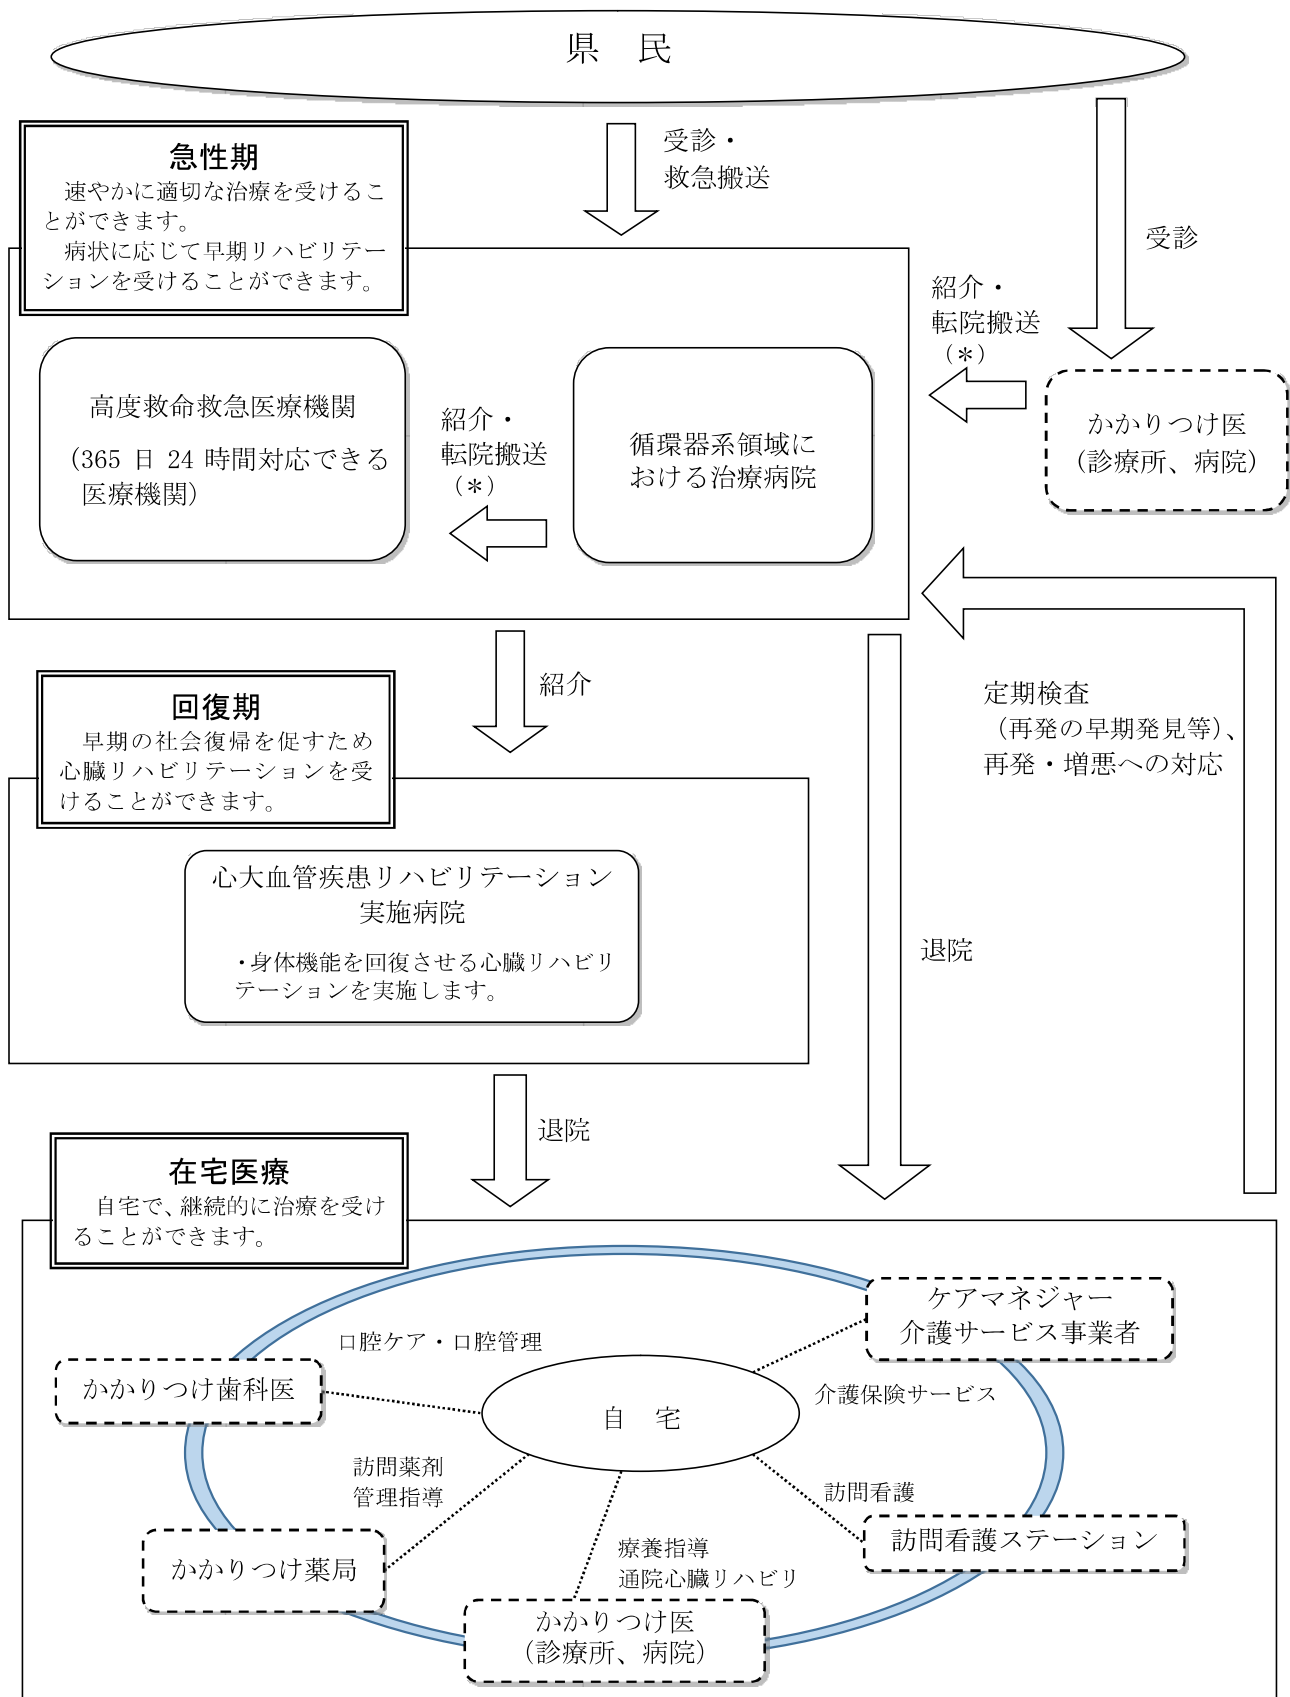 県　民
受診・
救急搬送
受診
急性期
　速やかに適切な治療を受けるこ
とができます。
　病状に応じて早期リハビリテー
ションを受けることができます。
紹介・
転院搬送
（＊）
かかりつけ医
（診療所、病院）
高度救命救急医療機関
（365 日 24 時間対応できる
医療機関）
紹介・
転院搬送
（＊）
循環器系領域に
おける治療病院
紹介
定期検査
（再発の早期発見等）、
再発・増悪への対応
回復期
　早期の社会復帰を促すため
心臓リハビリテーションを受
けることができます。
心大血管疾患リハビリテーション
実施病院
・身体機能を回復させる心臓リハビリ
テーションを実施します。
退院
退院
在宅医療
　自宅で、継続的に治療を受け
ることができます。
ケアマネジャー
介護サービス事業者
口腔ケア・口腔管理
かかりつけ歯科医
自　宅
介護保険サービス
訪問薬剤
管理指導
訪問看護
訪問看護ステーション
かかりつけ薬局
療養指導
通院心臓リハビリ
かかりつけ医
（診療所、病院）